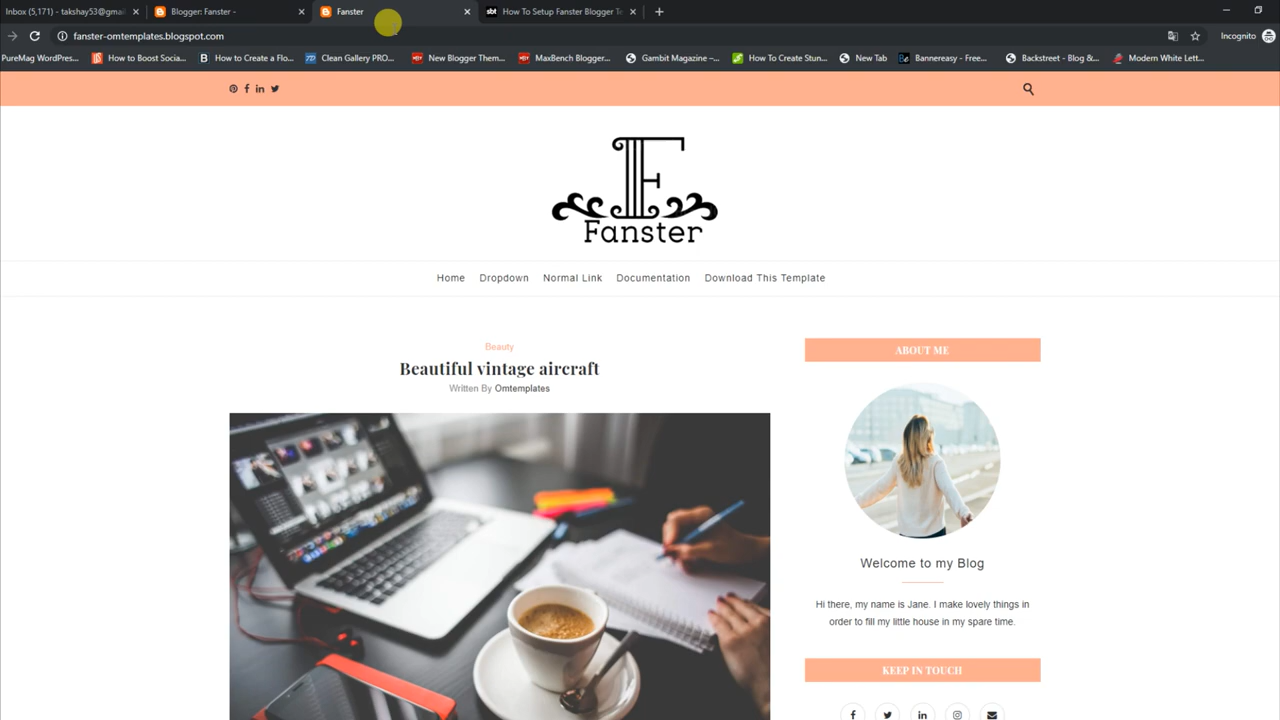 Inbox (5,171) - takshay53@gmail
Blogger: Fanster -
Fanster
How To Setup Fanster Blogger Te
fanster-omtemplates.blogspot.com
Incognito
PureMag WordPres...
How to Boost Socia...
How to Create a Flo...
Clean Gallery PRO...
New Blogger Them...
MaxBench Blogger...
Gambit Magazine –...
How To Create Stun...
New Tab
Bannereasy - Free...
Backstreet - Blog &...
Modern White Lett...
F
Fanster
Home
Dropdown
Normal Link
Documentation
Download This Template
Beauty
Beautiful vintage aircraft
Written By Omtemplates
ABOUT ME
Welcome to my Blog
Hi there, my name is Jane. I make lovely things in
order to fill my little house in my spare time.
KEEP IN TOUCH